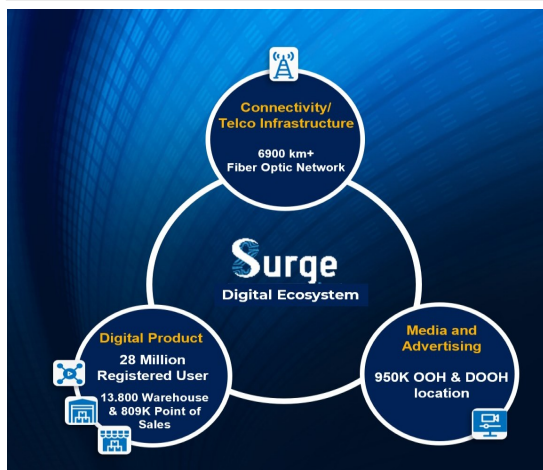 Connectivity/
Telco Infrastructure
6900 km+
Fiber Optic Network
Surge
Digital Ecosystem
Digital Product
28 Million
Registered User
13.800 Warehouse
& 809K Point of
Sales
Media and
Advertising
950K OOH & DOOH
location